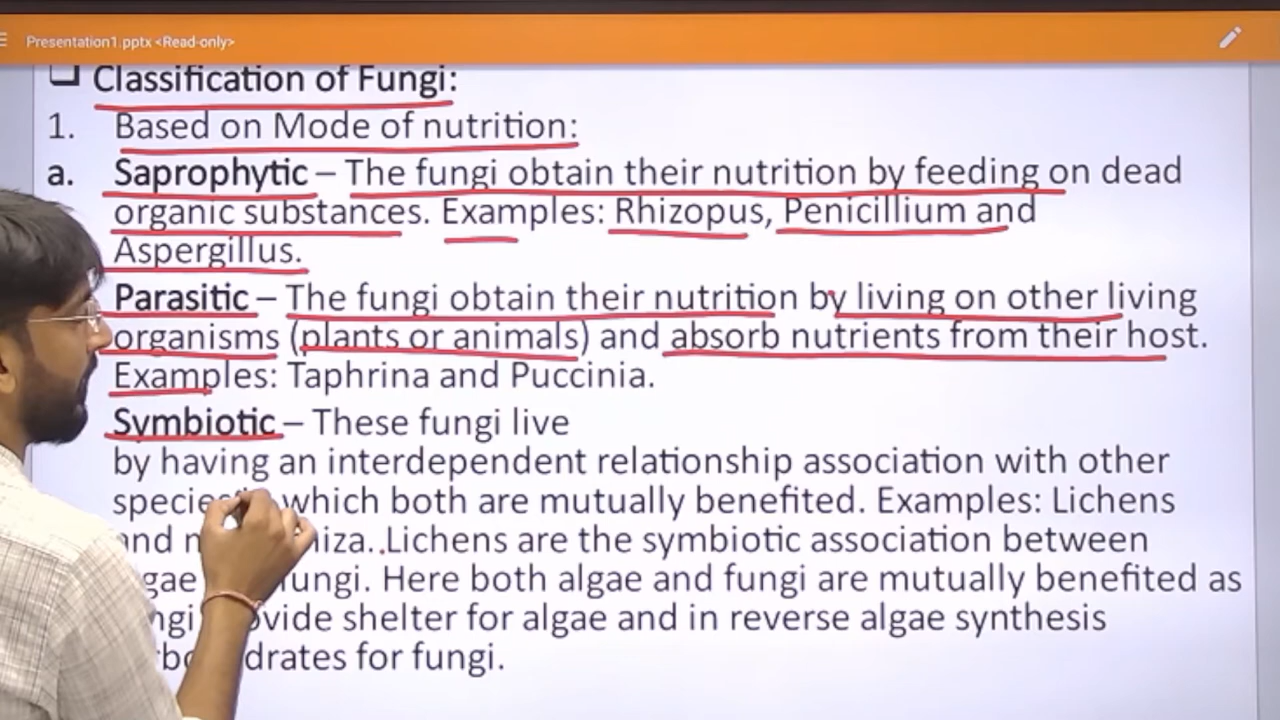 Presentation1.pptx <Read-only>
Classification of Fungi:
1. Based on Mode of nutrition:
a. Saprophytic – The fungi obtain their nutrition by feeding on dead
organic substances. Examples: Rhizopus, Penicillium and
Aspergillus.
Parasitic – The fungi obtain their nutrition by living on other living
organisms (plants or animals) and absorb nutrients from their host.
Examples: Taphrina and Puccinia.
Symbiotic – These fungi live
by having an interdependent relationship association with other
species which both are mutually benefited. Examples: Lichens
and Lichens are the symbiotic association between
fungi. Here both algae and fungi are mutually benefited as
shelter for algae and in reverse algae synthesis
for fungi.